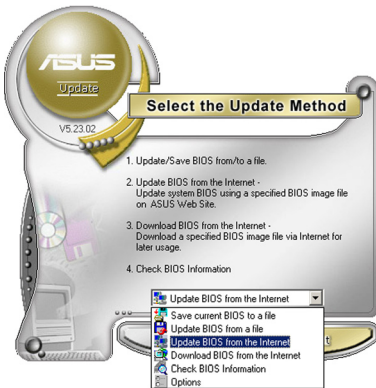 ASUS
Update
V5.23.02
Select the Update Method
1. Update/Save BIOS from/to a file.
2. Update BIOS from the Internet -
Update system BIOS using a specified BIOS image file
on ASUS Web Site.
3. Download BIOS from the Internet -
Download a specified BIOS image file via Internet for
later usage.
4. Check BIOS Information
Update BIOS from the Internet
Save current BIOS to a file
Update BIOS from a file
Update BIOS from the Internet
Download BIOS from the Internet
Check BIOS Information
Options